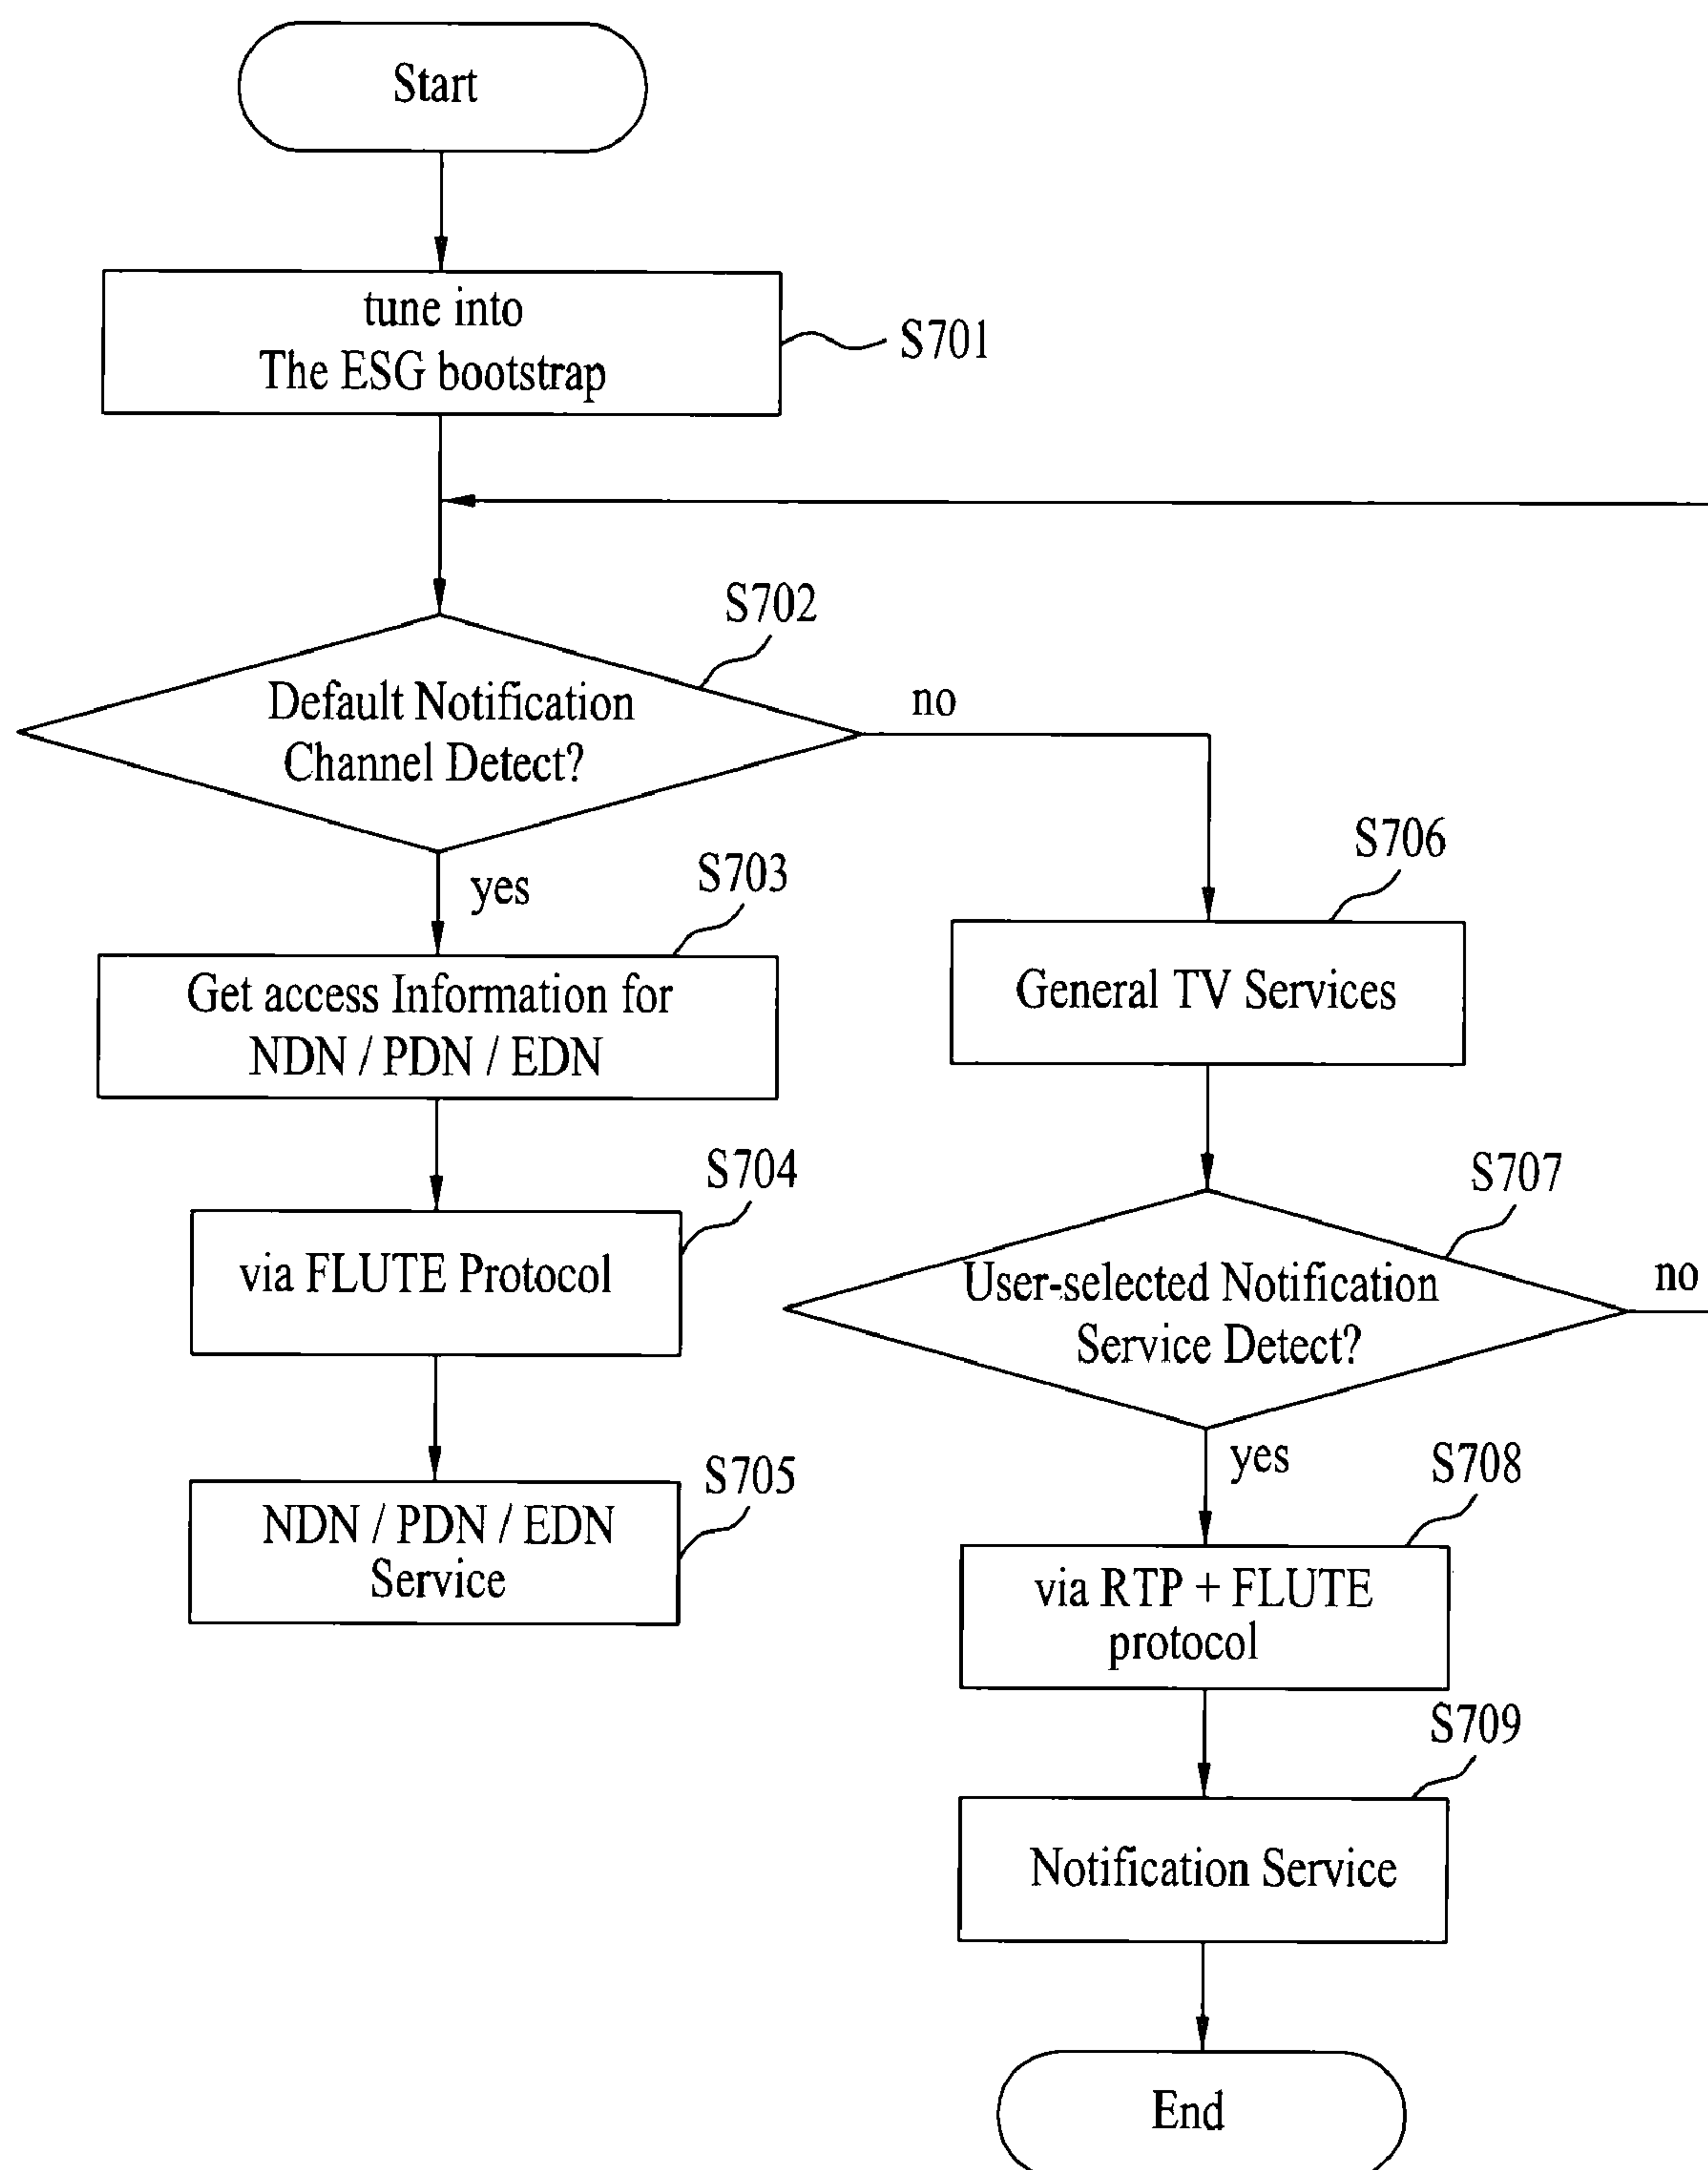 Start
tune into
The ESG bootstrap
S701
S702
Default Notification
Channel Detect?
no
yes
S703
Get access Information for
NDN / PDN / EDN
S704
via FLUTE Protocol
S705
NDN / PDN / EDN
Service
S706
General TV Services
S707
User-selected Notification
Service Detect?
no
yes
S708
via RTP + FLUTE
protocol
S709
Notification Service
End